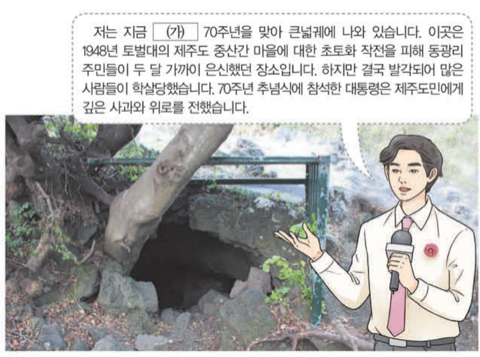 저는 지금 (가) 70주년을 맞아 큰넓궤에 나와 있습니다. 이곳은
1948년 토벌대의 제주도 중산간 마을에 대한 초토화 작전을 피해 동광리
주민들이 두 달 가까이 은신했던 장소입니다. 하지만 결국 발각되어 많은
사람들이 학살당했습니다. 70주년 추념식에 참석한 대통령은 제주도민에게
깊은 사과와 위로를 전했습니다.